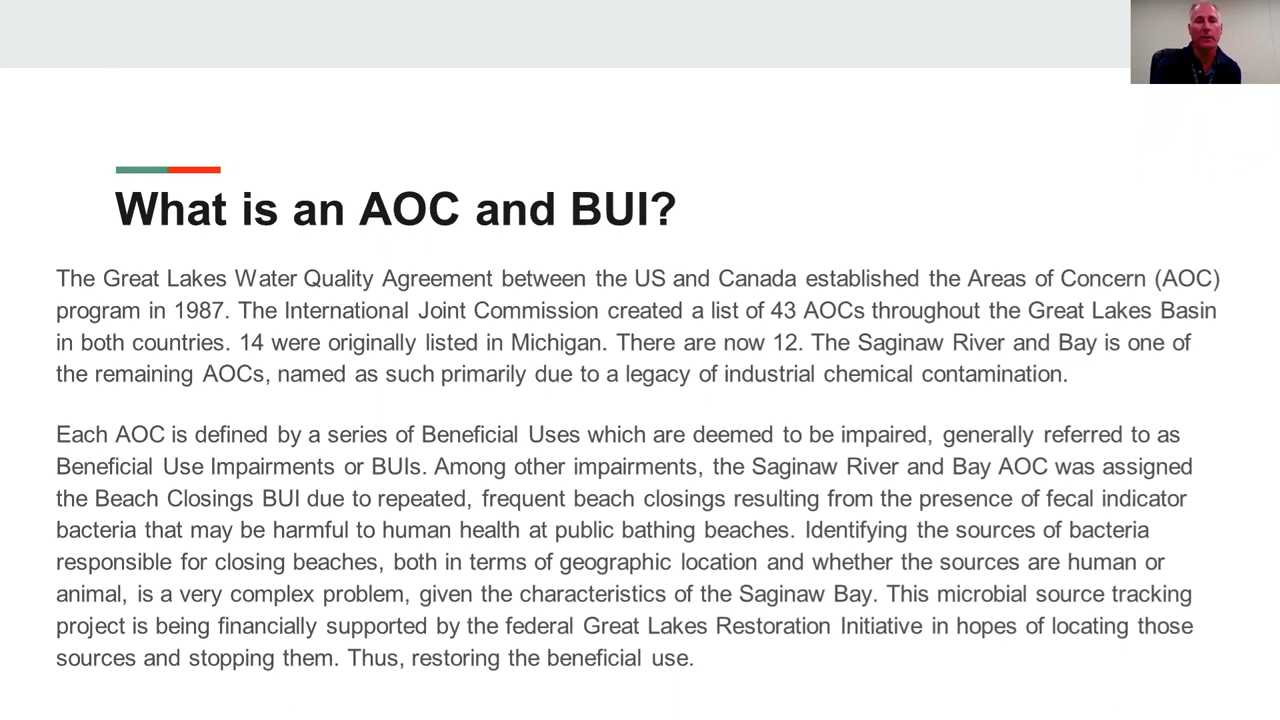 What is an AOC and BUI?
The Great Lakes Water Quality Agreement between the US and Canada established the Areas of Concern (AOC)
program in 1987. The International Joint Commission created a list of 43 AOCs throughout the Great Lakes Basin
in both countries. 14 were originally listed in Michigan. There are now 12. The Saginaw River and Bay is one of
the remaining AOCs, named as such primarily due to a legacy of industrial chemical contamination.
Each AOC is defined by a series of Beneficial Uses which are deemed to be impaired, generally referred to as
Beneficial Use Impairments or BUIs. Among other impairments, the Saginaw River and Bay AOC was assigned
the Beach Closings BUI due to repeated, frequent beach closings resulting from the presence of fecal indicator
bacteria that may be harmful to human health at public bathing beaches. Identifying the sources of bacteria
responsible for closing beaches, both in terms of geographic location and whether the sources are human or
animal, is a very complex problem, given the characteristics of the Saginaw Bay. This microbial source tracking
project is being financially supported by the federal Great Lakes Restoration Initiative in hopes of locating those
sources and stopping them. Thus, restoring the beneficial use.